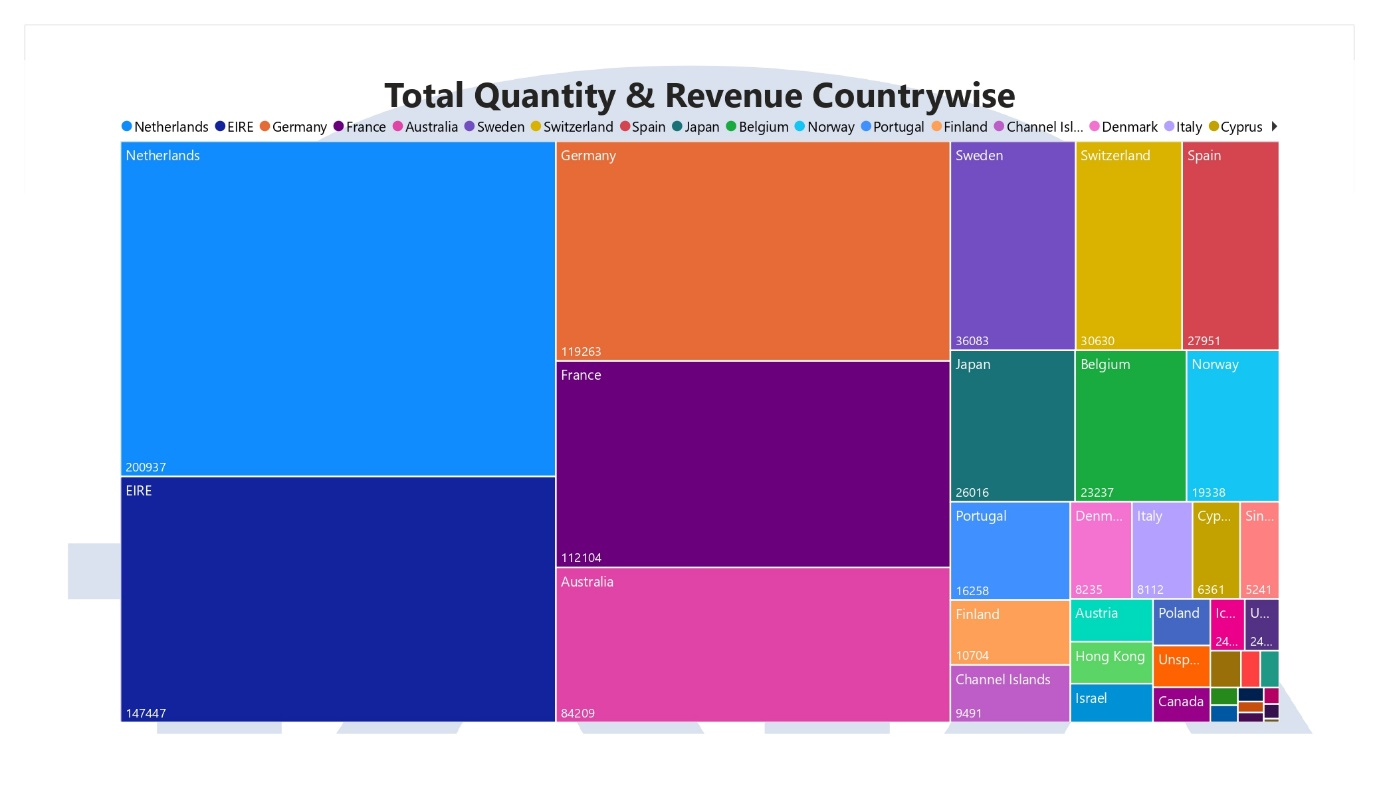 Total Quantity & Revenue Countrywise
Netherlands EIRE Germany France Australia Sweden Switzerland Spain Japan Belgium Norway Portugal Finland Channel Isl... Denmark Italy Cyprus
Netherlands
200937
EIRE
147447
Germany
119263
France
112104
Australia
84209
Sweden
36083
Switzerland
30630
Spain
27951
Japan
26016
Belgium
23237
Norway
19338
Portugal
16258
Denm...
8235
Italy
8112
Cyp...
6361
Sin...
5241
Finland
10704
Channel Islands
9491
Austria
Hong Kong
Israel
Poland
Unsp...
Canada
Ic...
24...
U...
24...